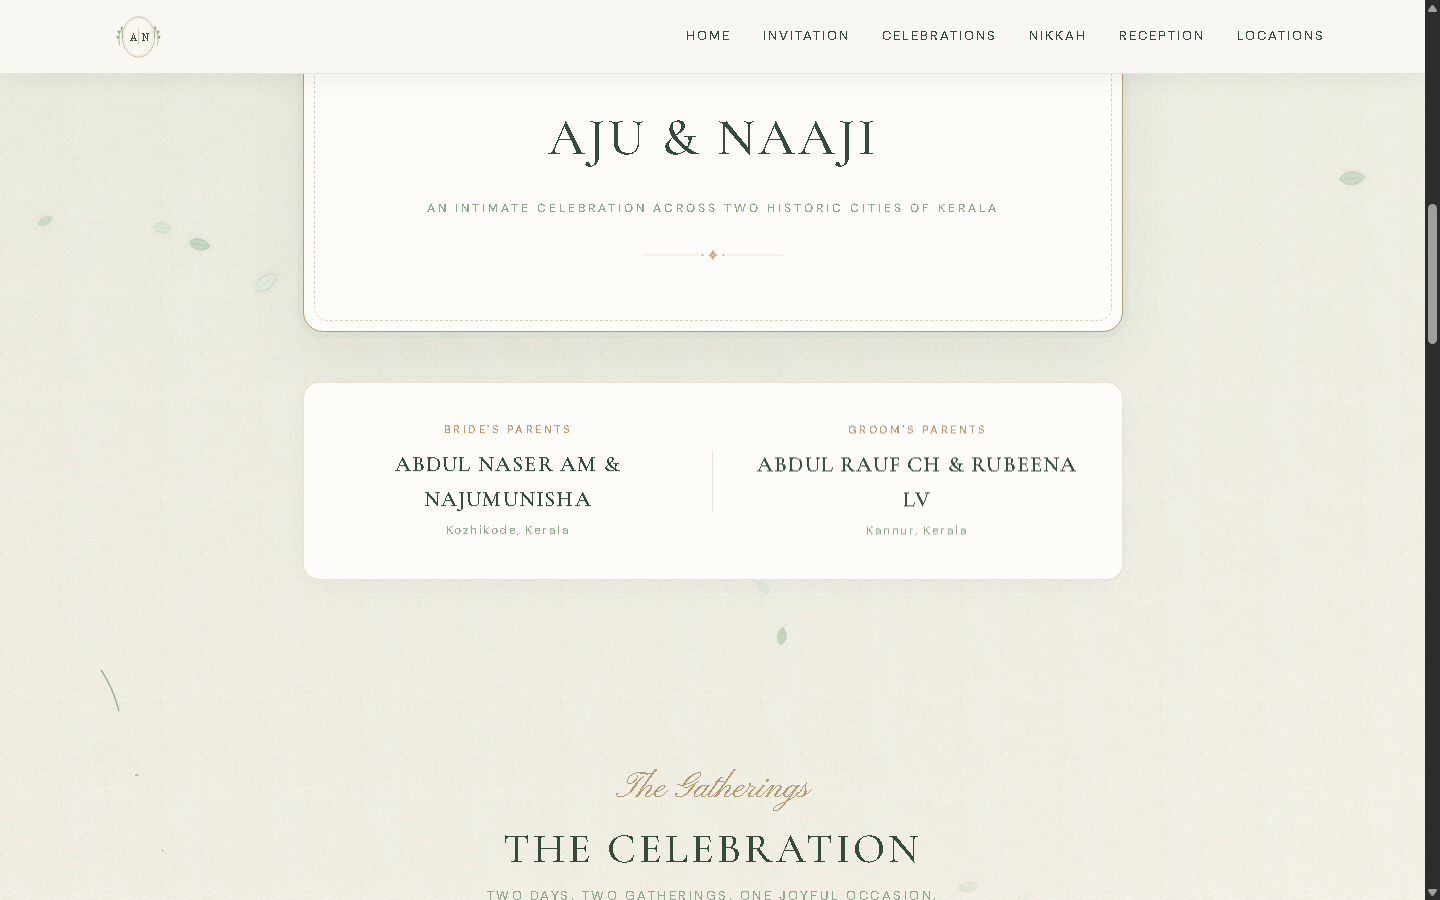 A N
HOME INVITATION CELEBRATIONS NIKKAH RECEPTION LOCATIONS
AJU & NAAJI
AN INTIMATE CELEBRATION ACROSS TWO HISTORIC CITIES OF KERALA
BRIDE'S PARENTS
ABDUL NASER AM &
NAJUMUNISHA
Kozhikode, Kerala
GROOM'S PARENTS
ABDUL RAUF CH & RUBEENA
LV
Kannur, Kerala
The Gatherings
THE CELEBRATION
TWO DAYS, TWO GATHERINGS, ONE JOYFUL OCCASION.